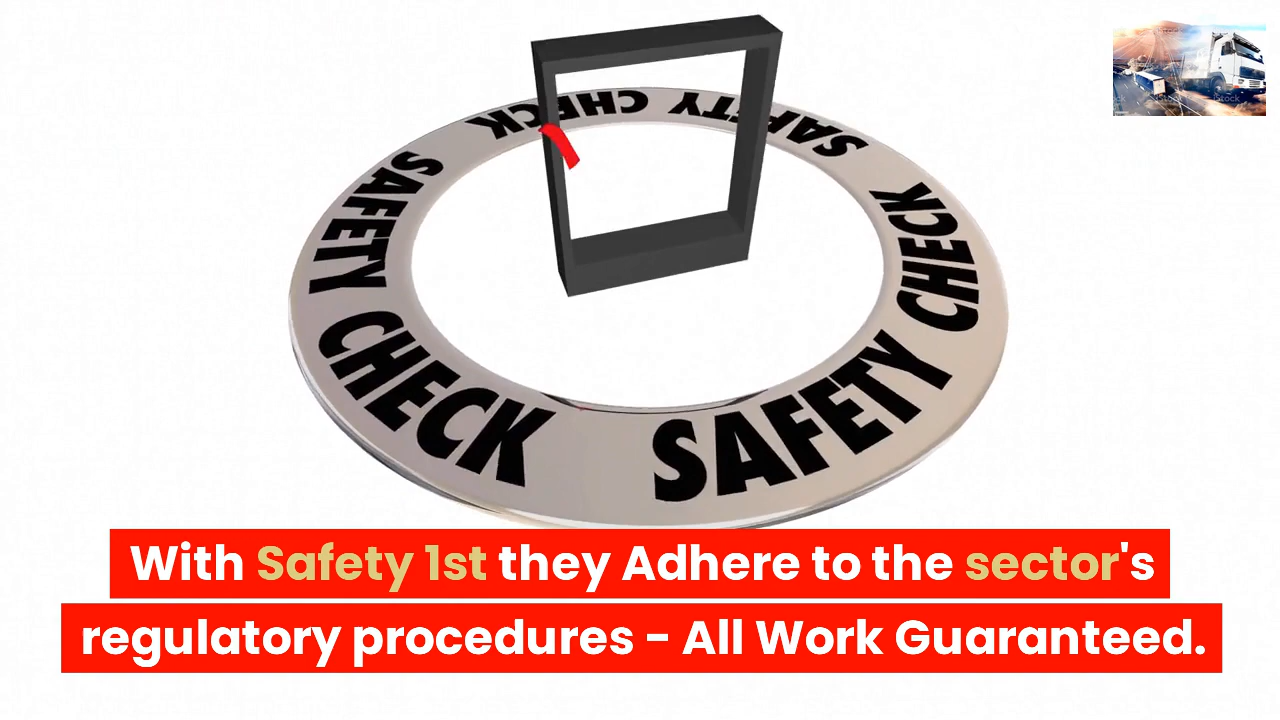 SAFETY CHECK
SAFETY CHECK
SAFETY CHECK
SAFETY CHECK
iStock
With Safety 1st they Adhere to the sector's
regulatory procedures - All Work Guaranteed.